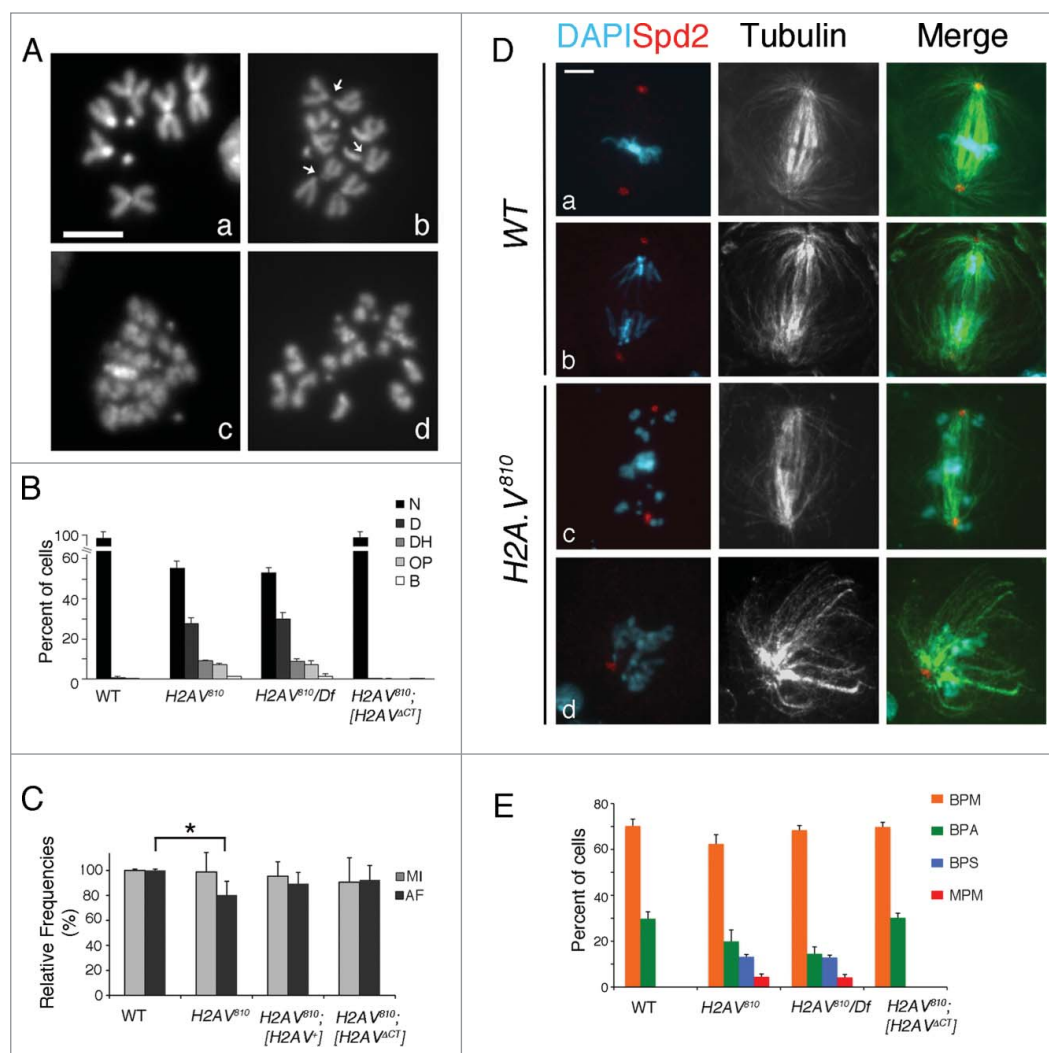 A
a
b
c
d
B
N
D
DH
OP
B
Percent of cells
100
60
40
20
0
WT
H2AV⁸¹⁰
H2AV⁸¹⁰/Df
H2AV⁸¹⁰;
[H2AVΔCT]
C
*
MI
AF
Relative Frequencies
(%)
120
100
80
60
40
20
0
WT
H2AV⁸¹⁰
H2AV⁸¹⁰;
[H2AV+]
H2AV⁸¹⁰;
[H2AVΔCT]
D
DAPISpd2
Tubulin
Merge
WT
a
b
H2A.V⁸¹⁰
c
d
E
BPM
BPA
BPS
MPM
Percent of cells
80
60
40
20
0
WT
H2AV⁸¹⁰
H2AV⁸¹⁰/Df
H2AV⁸¹⁰;
[H2AVΔCT]